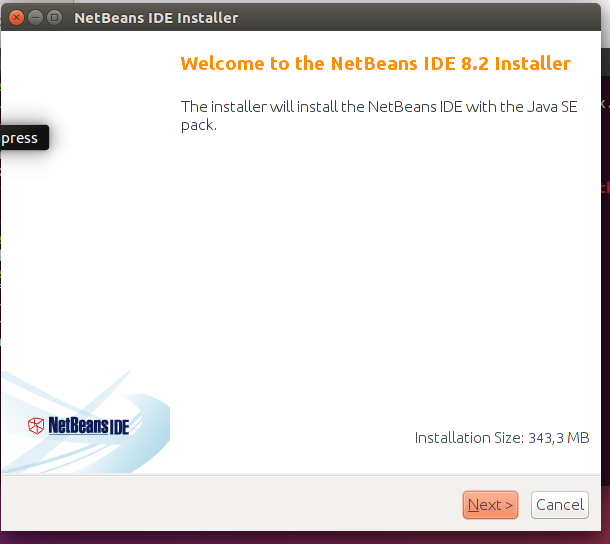 NetBeans IDE Installer
Welcome to the NetBeans IDE 8.2 Installer
The installer will install the NetBeans IDE with the Java SE
pack.
press
NetBeans IDE
Installation Size: 343,3 MB
Next >
Cancel